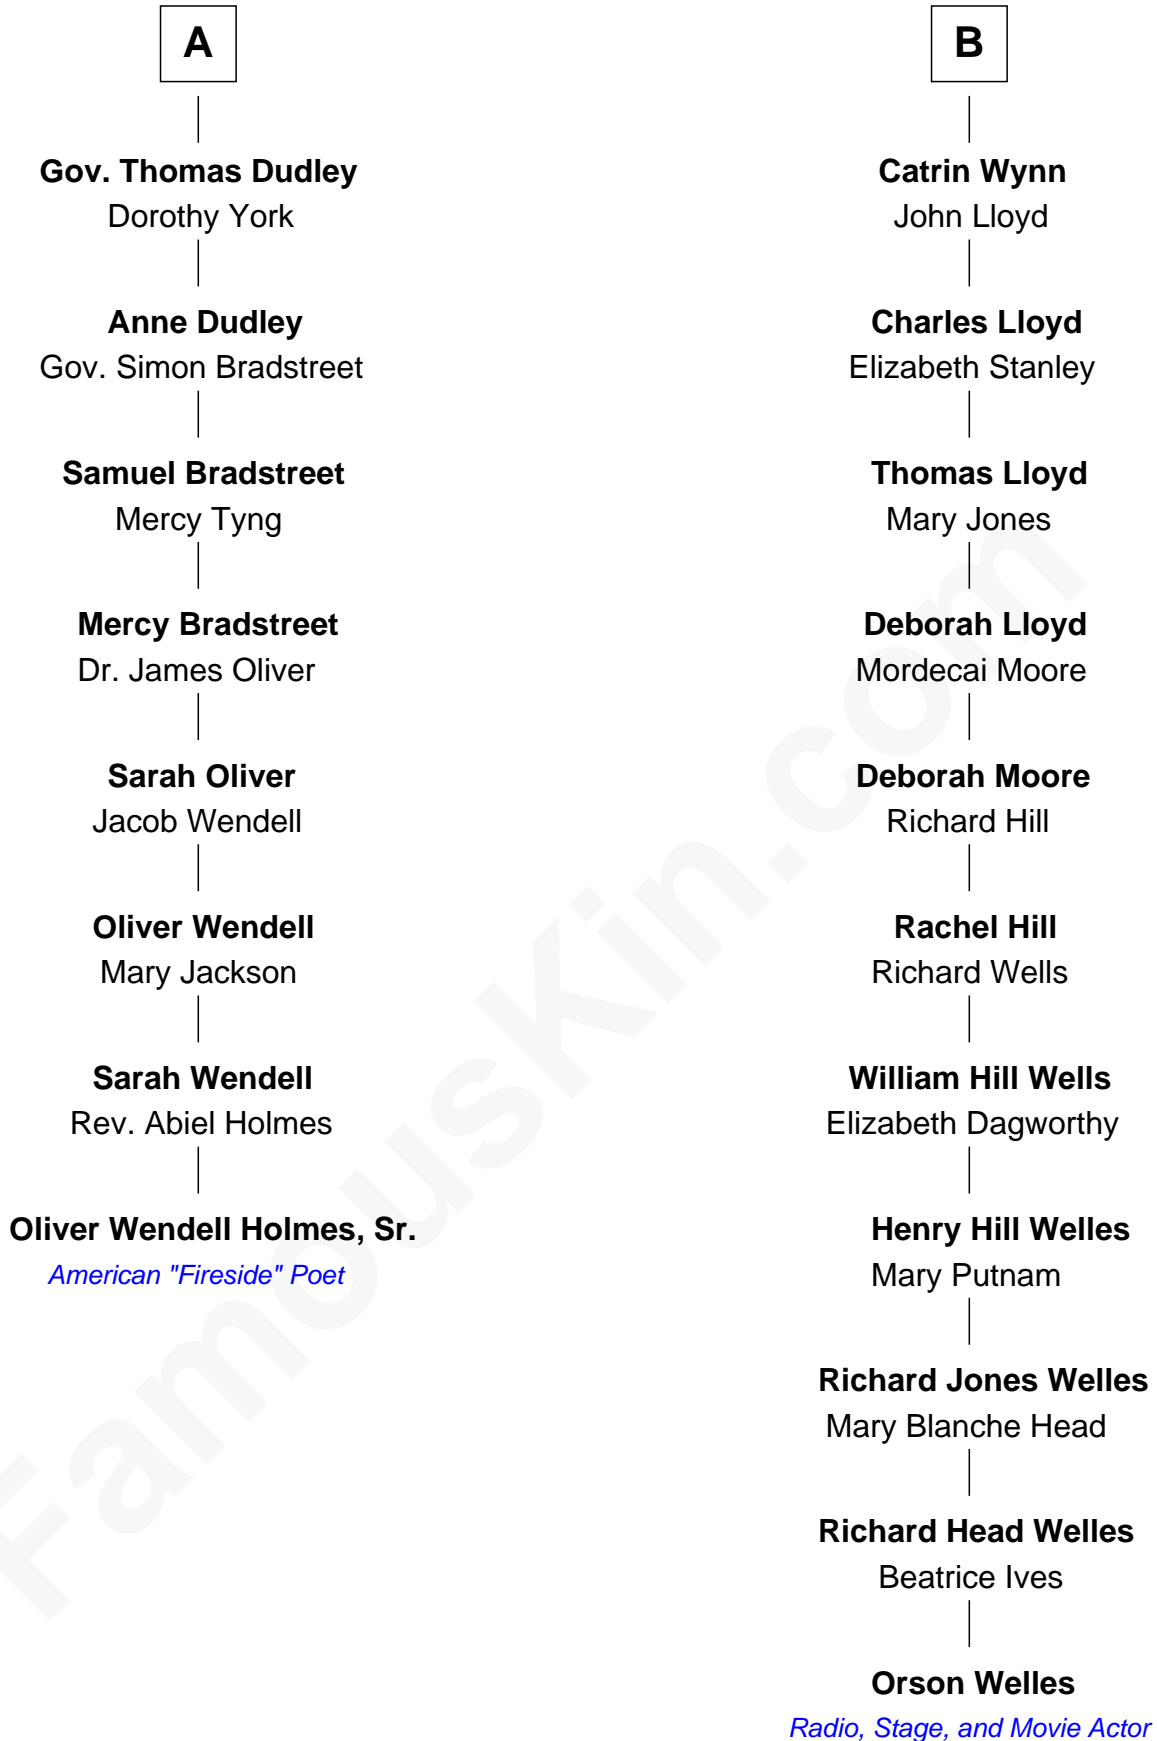 A
Gov. Thomas Dudley
Dorothy York
Anne Dudley
Gov. Simon Bradstreet
Samuel Bradstreet
Mercy Tyng
Mercy Bradstreet
Dr. James Oliver
Sarah Oliver
Jacob Wendell
Oliver Wendell
Mary Jackson
Sarah Wendell
Rev. Abiel Holmes
Oliver Wendell Holmes, Sr.
American "Fireside" Poet
B
Catrin Wynn
John Lloyd
Charles Lloyd
Elizabeth Stanley
Thomas Lloyd
Mary Jones
Deborah Lloyd
Mordecai Moore
Deborah Moore
Richard Hill
Rachel Hill
Richard Wells
William Hill Wells
Elizabeth Dagworthy
Henry Hill Welles
Mary Putnam
Richard Jones Welles
Mary Blanche Head
Richard Head Welles
Beatrice Ives
Orson Welles
Radio, Stage, and Movie Actor
FamousKin.com